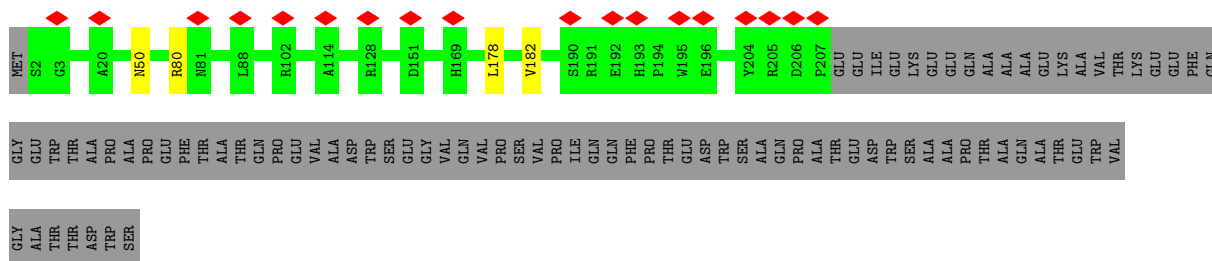 MET S2 G3 A20 N50 R80 N81 L88 R102 A114 R128 D151 H169 L178 V182 S190 R191 E192 H193 P194 W195 E196 Y204 R205 D206 P207 GLU GLU ILE GLU LYS GLU GLU GLN ALA ALA ALA GLU LYS ALA VAL THR LYS GLU GLU PHE GLN
GLY GLU TRP THR ALA PRO ALA PRO GLU PHE THR ALA THR GLN PRO GLU VAL ALA ASP TRP SER GLU GLY VAL GLN VAL PRO SER VAL PRO ILE GLN GLN PHE PRO THR GLU ASP TRP SER ALA GLN PRO ALA THR GLU ASP TRP SER ALA ALA PRO THR ALA GLN ALA THR GLU TRP VAL
GLY ALA THR THR ASP TRP SER